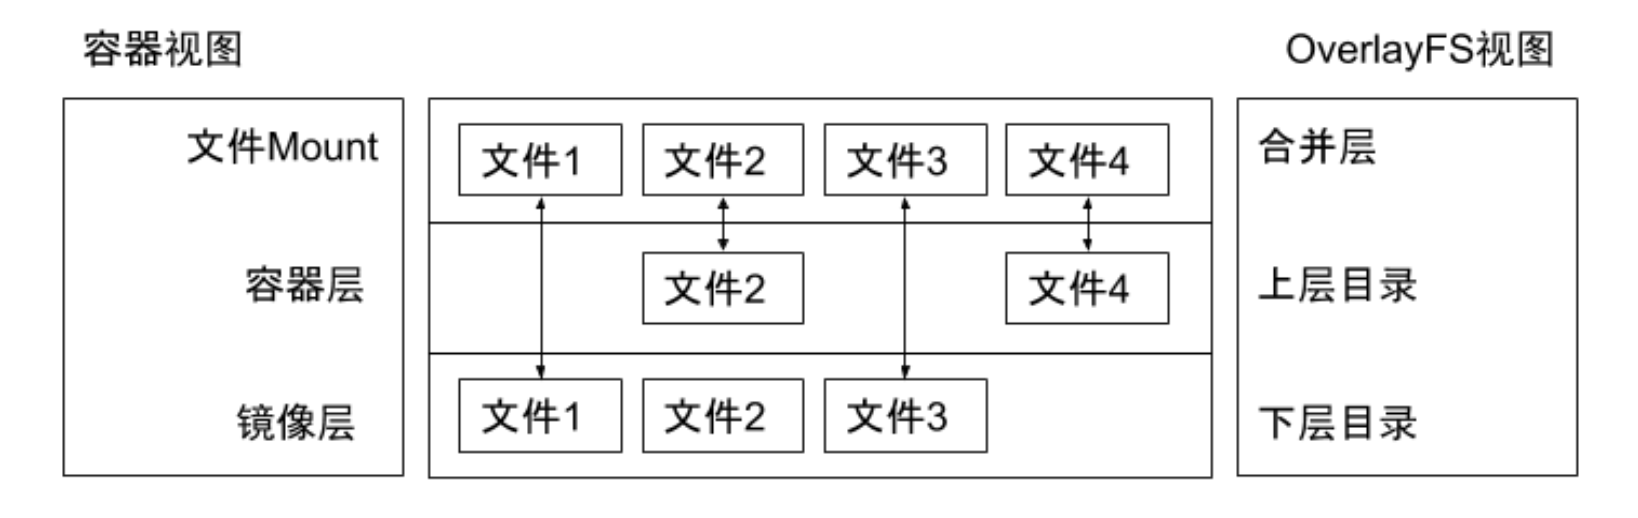 容器视图
OverlayFS视图
文件Mount
文件1
文件2
文件3
文件4
合并层
容器层
文件2
文件4
上层目录
镜像层
文件1
文件2
文件3
下层目录